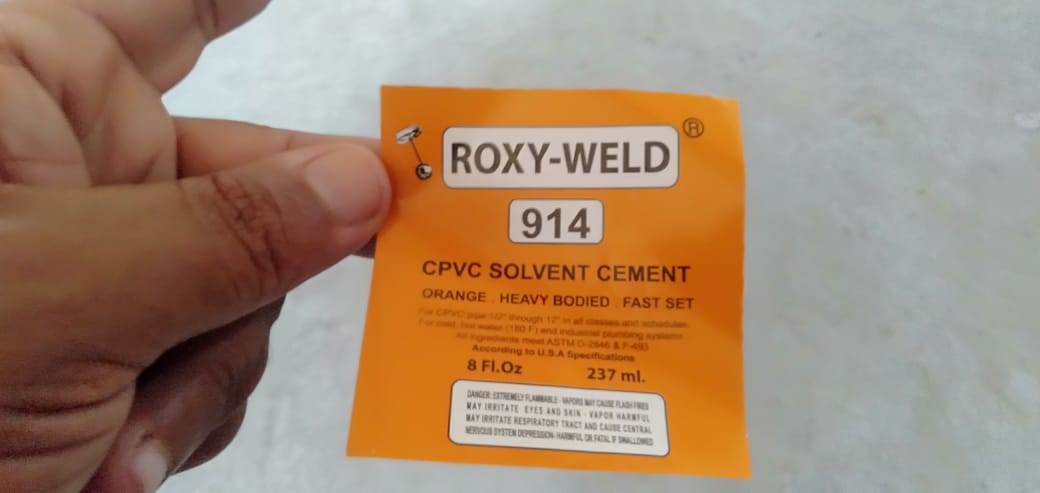 ROXY-WELD ®
914
CPVC SOLVENT CEMENT
ORANGE . HEAVY BODIED . FAST SET
For CPVC pipe 1/2" through 12" in all classes and schedules.
For cold, hot water (180 F) and industrial plumbing systems
All Ingredients meet ASTM D/2846 & F-493
According to U.S.A Specifications
8 Fl.Oz 237 ml.
DANGER: EXTREMELY FLAMMABLE - VAPORS MAY CAUSE FLASH FIRES
MAY IRRITATE EYES AND SKIN - VAPOR HARMFUL
MAY IRRITATE RESPIRATORY TRACT AND CAUSE CENTRAL
NERVOUS SYSTEM DEPRESSION- HARMFUL OR FATAL IF SWALLOWED